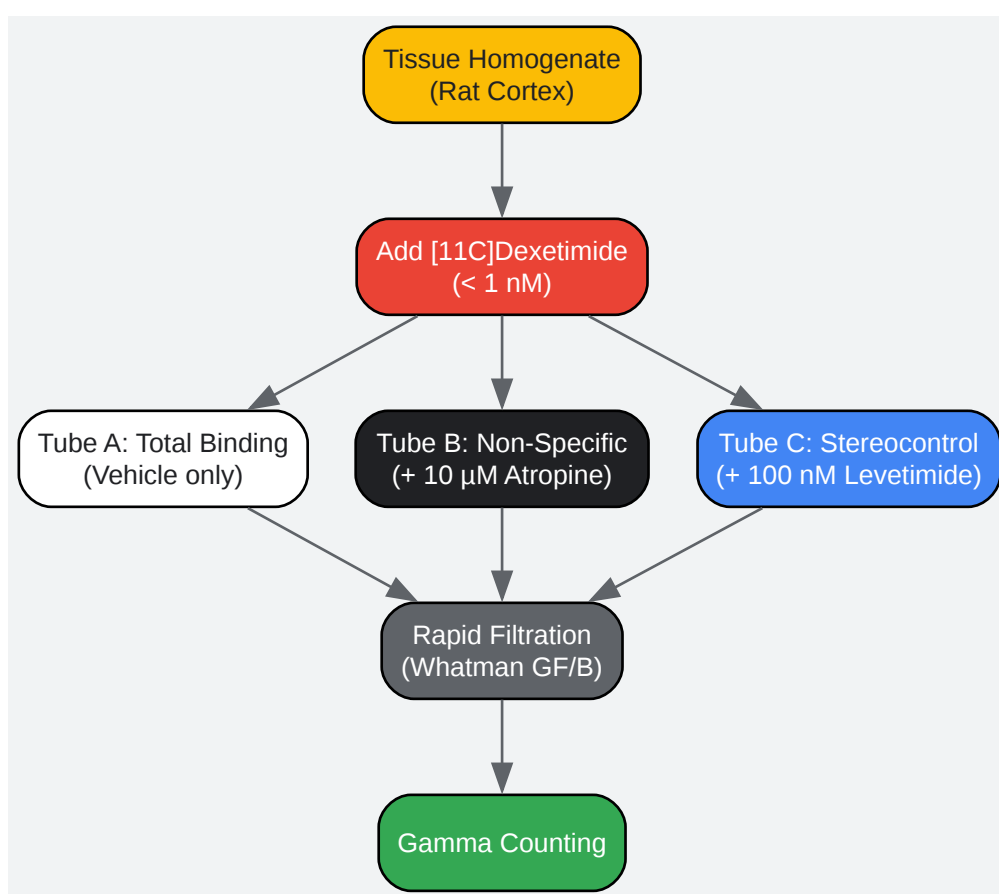 Tissue Homogenate
(Rat Cortex)
Add [11C]Dexetimide
(< 1 nM)
Tube A: Total Binding
(Vehicle only)
Tube B: Non-Specific
(+ 10 µM Atropine)
Tube C: Stereocontrol
(+ 100 nM Levetimide)
Rapid Filtration
(Whatman GF/B)
Gamma Counting